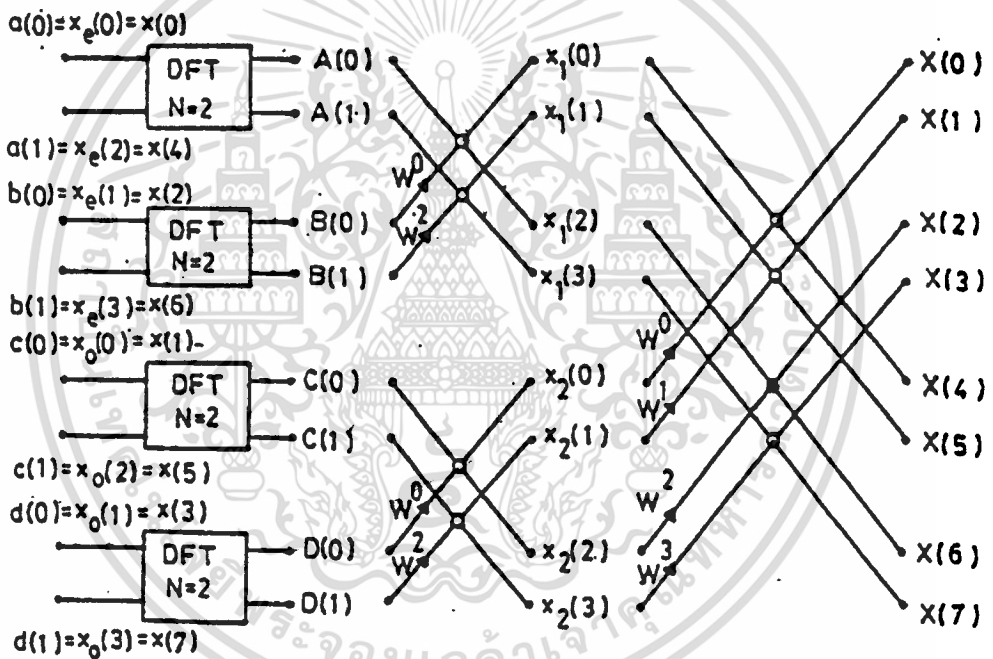 a(0)=x_e(0)=x(0)
DFT
N=2
A(0)
A(1)
a(1)=x_e(2)=x(4)
b(0)=x_e(1)=x(2)
DFT
N=2
B(0)
B(1)
b(1)=x_e(3)=x(6)
c(0)=x_o(0)=x(1)
DFT
N=2
C(0)
C(1)
c(1)=x_o(2)=x(5)
d(0)=x_o(1)=x(3)
DFT
N=2
D(0)
D(1)
d(1)=x_o(3)=x(7)
W^0
W^2
W^0
W^2
x_1(0)
x_1(1)
x_1(2)
x_1(3)
x_2(0)
x_2(1)
x_2(2)
x_2(3)
W^0
W^1
W^2
W^3
X(0)
X(1)
X(2)
X(3)
X(4)
X(5)
X(6)
X(7)